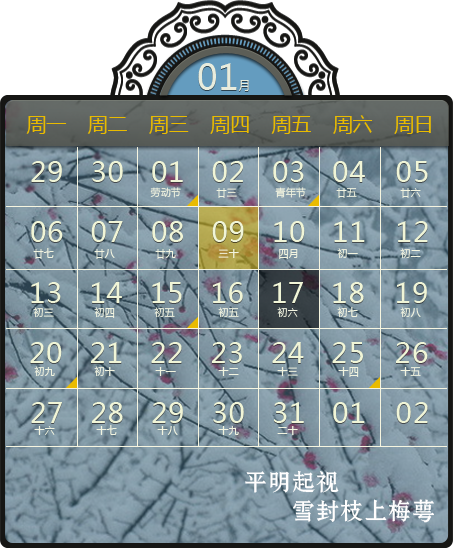 01月
周一 周二 周三 周四 周五 周六 周日
29 30 01 02 03 04 05
劳动节 廿三 青年节 廿五 廿六
06 07 08 09 10 11 12
廿七 廿八 廿九 三十 四月 初一 初二
13 14 15 16 17 18 19
初三 初四 初五 初五 初六 初七 初八
20 21 22 23 24 25 26
初九 初十 十一 十二 十三 十四 十五
27 28 29 30 31 01 02
十六 十七 十八 十九 二十
平明起视
雪封枝上梅萼